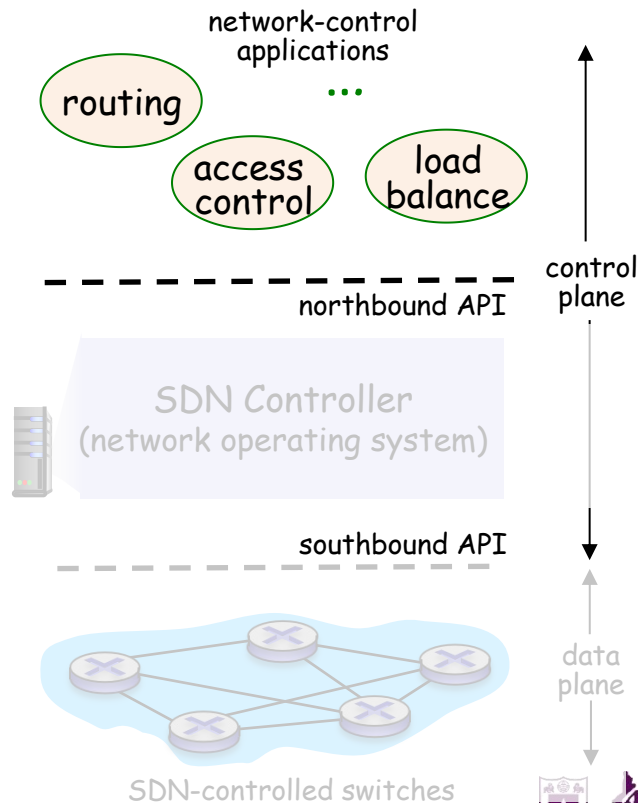 network-control
applications
routing
...
access
control
load
balance
control
plane
northbound API
SDN Controller
(network operating system)
southbound API
data
plane
SDN-controlled switches